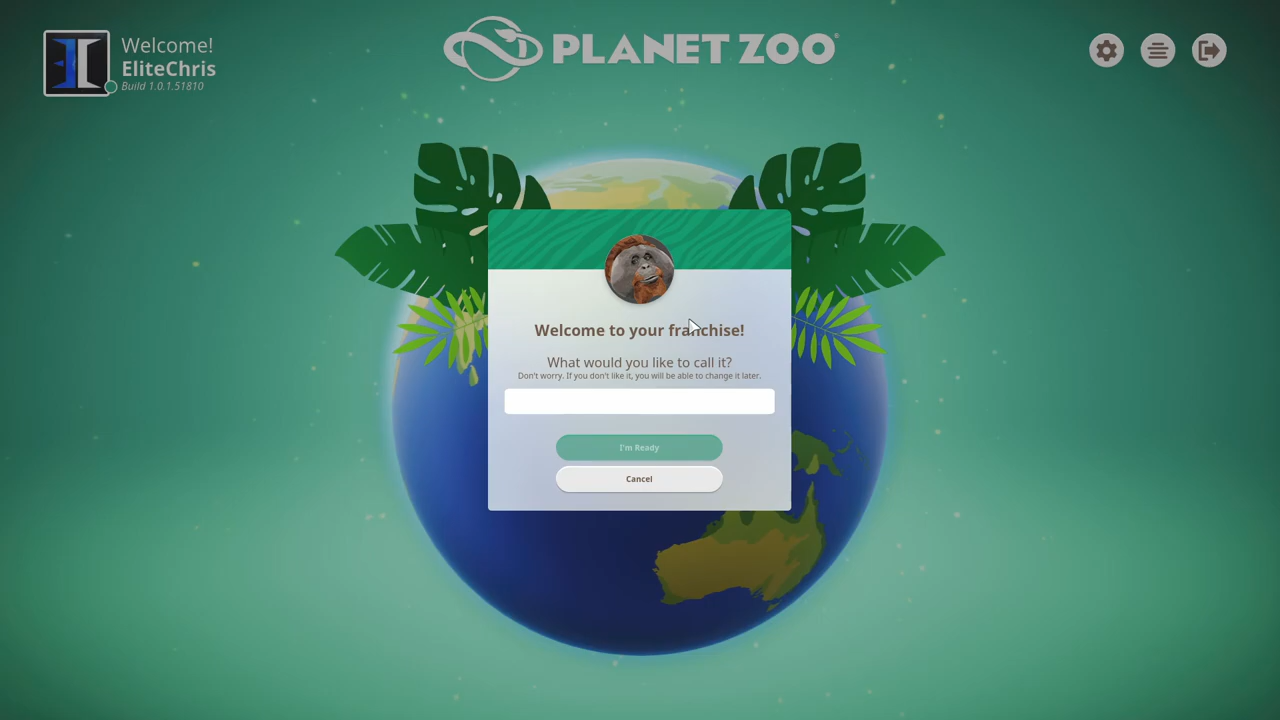 Welcome!
EliteChris
Build 1.0.1.51810
PLANET ZOO®
Welcome to your franchise!
What would you like to call it?
Don't worry. If you don't like it, you will be able to change it later.
I'm Ready
Cancel